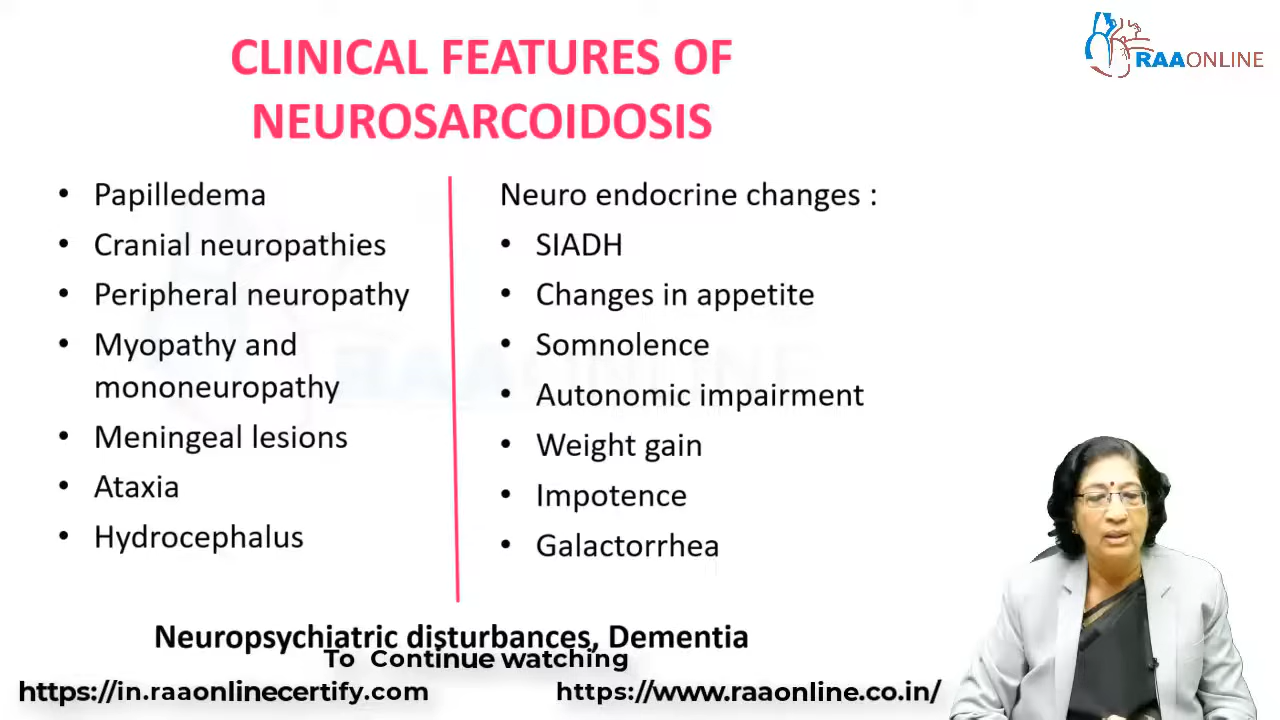 CLINICAL FEATURES OF
NEUROSARCOIDOSIS
RAAONLINE
• Papilledema
• Cranial neuropathies
• Peripheral neuropathy
• Myopathy and
mononeuropathy
• Meningeal lesions
• Ataxia
• Hydrocephalus
Neuro endocrine changes :
• SIADH
• Changes in appetite
• Somnolence
• Autonomic impairment
• Weight gain
• Impotence
• Galactorrhea
RAAONLINE
Neuropsychiatric disturbances, Dementia
To Continue watching
https://in.raaonlinecertify.com
https://www.raaonline.co.in/